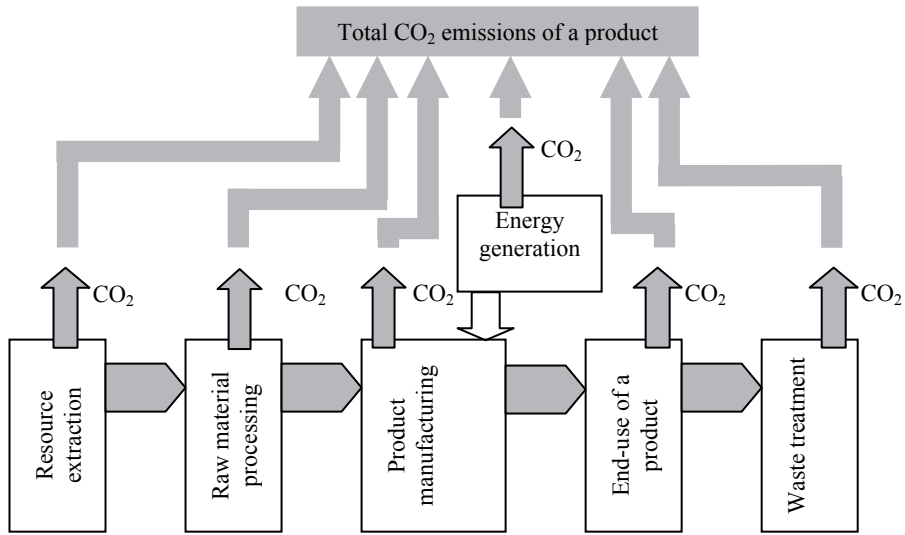 Total CO₂ emissions of a product
CO₂
Energy
generation
CO₂
CO₂
CO₂
CO₂
CO₂
Resource
extraction
Raw material
processing
Product
manufacturing
End-use of a
product
Waste treatment